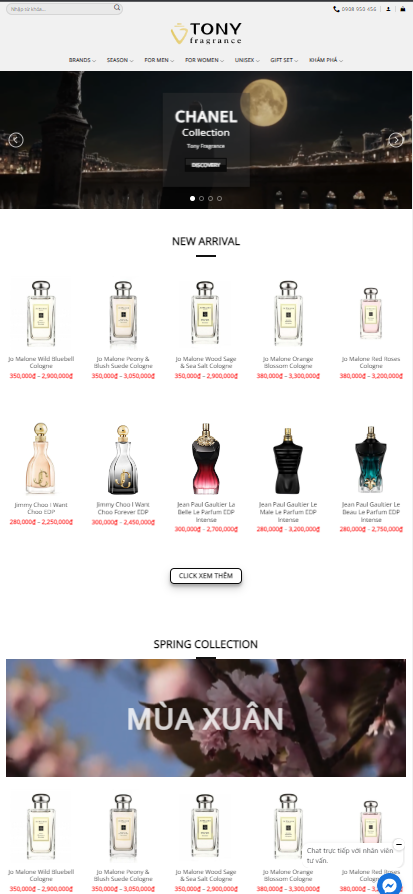 Nhập từ khóa...
0908 950 456
TONY
fragrance
BRANDS
SEASON
FOR MEN
FOR WOMEN
UNISEX
GIFT SET
KHÁM PHÁ
CHANEL
Collection
Tony Fragrance
DISCOVERY
NEW ARRIVAL
Jo Malone Wild Bluebell
Cologne
350,000₫ – 2,900,000₫
Jo Malone Peony &
Blush Suede Cologne
350,000₫ – 3,050,000₫
Jo Malone Wood Sage
& Sea Salt Cologne
350,000₫ – 2,900,000₫
Jo Malone Orange
Blossom Cologne
380,000₫ – 3,300,000₫
Jo Malone Red Roses
Cologne
380,000₫ – 3,200,000₫
Jimmy Choo I Want
Choo EDP
280,000₫ – 2,250,000₫
Jimmy Choo I Want
Choo Forever EDP
300,000₫ – 2,450,000₫
Jean Paul Gaultier La
Belle Le Parfum EDP
Intense
300,000₫ – 2,700,000₫
Jean Paul Gaultier Le
Male Le Parfum EDP
Intense
280,000₫ – 3,200,000₫
Jean Paul Gaultier Le
Beau Le Parfum EDP
Intense
280,000₫ – 2,750,000₫
CLICK XEM THÊM
SPRING COLLECTION
MÙA XUÂN
Jo Malone Wild Bluebell
Cologne
350,000₫ – 2,900,000₫
Jo Malone Peony &
Blush Suede Cologne
350,000₫ – 3,050,000₫
Jo Malone Wood Sage
& Sea Salt Cologne
350,000₫ – 2,900,000₫
Jo Malone Orange
Blossom Cologne
380,000₫ – 3,300,000₫
Jo Malone Red Roses
Cologne
Chat trực tiếp với nhân viên
tư vấn.